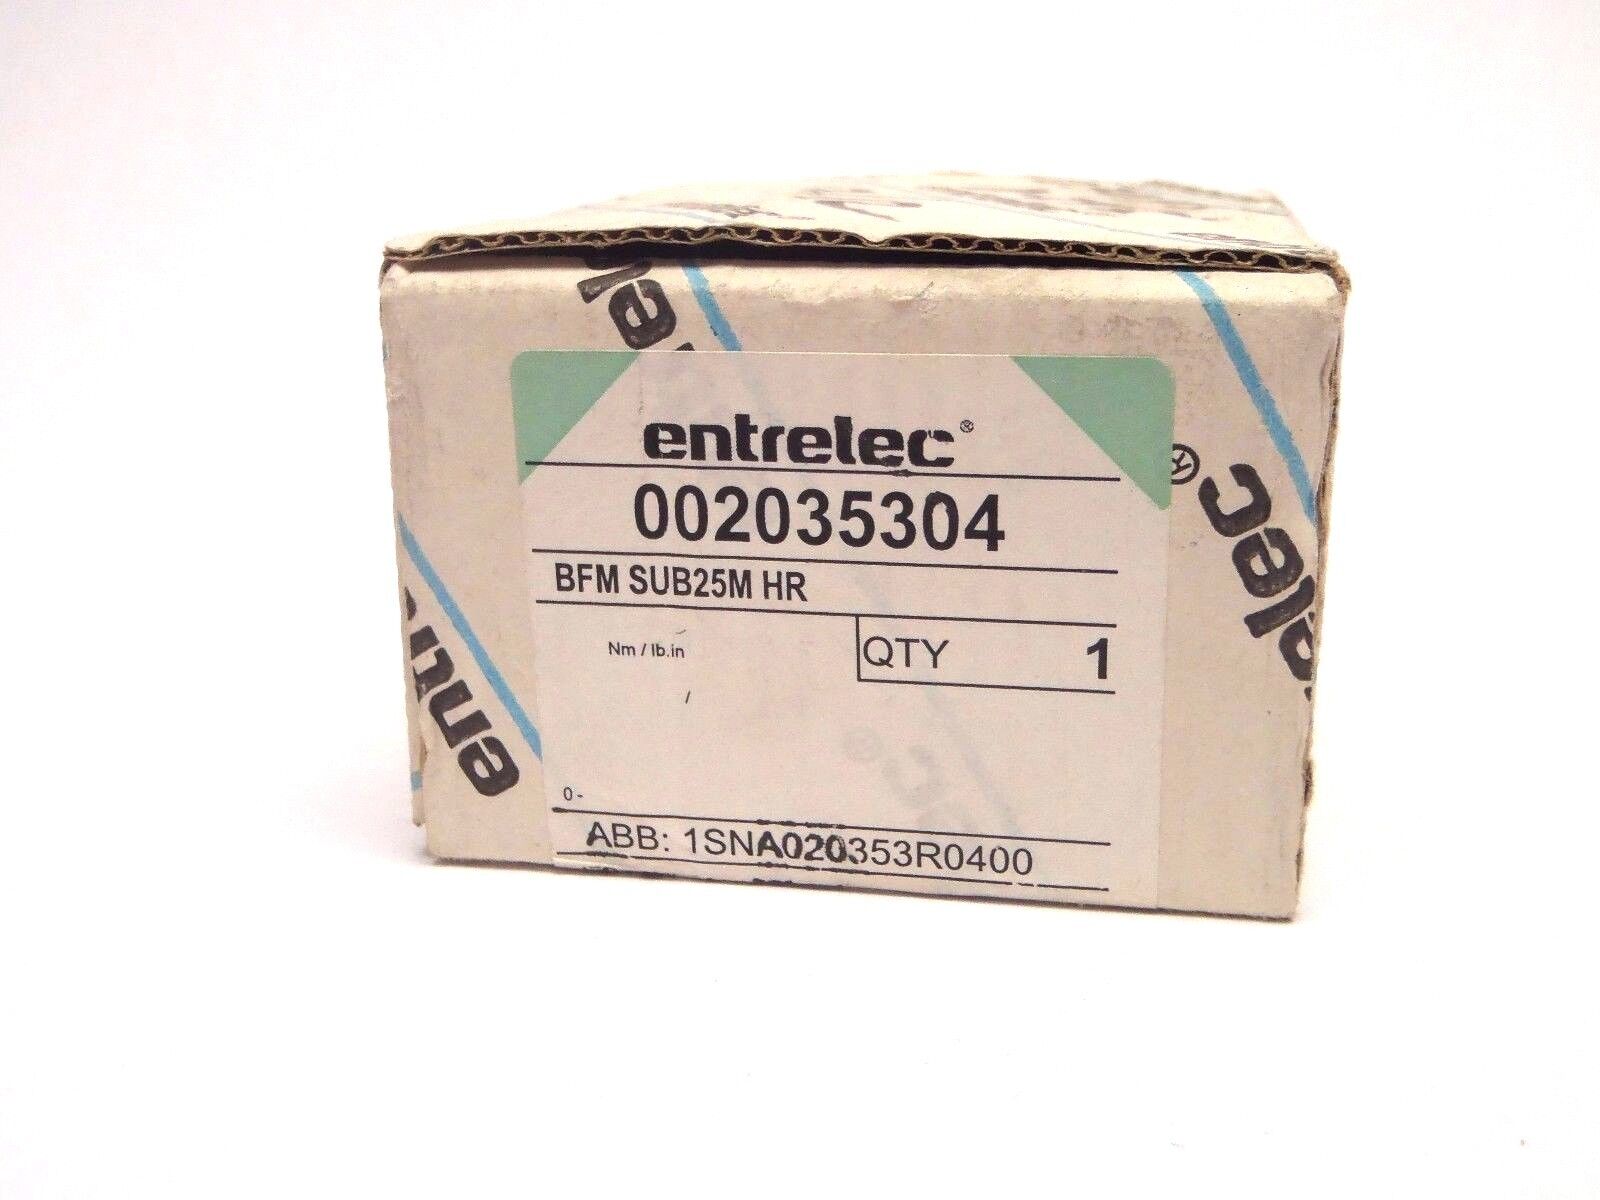 entrelec®
002035304
BFM SUB25M HR
Nm / lb.in
QTY 1
/
0 -
ABB: 1SNA020353R0400